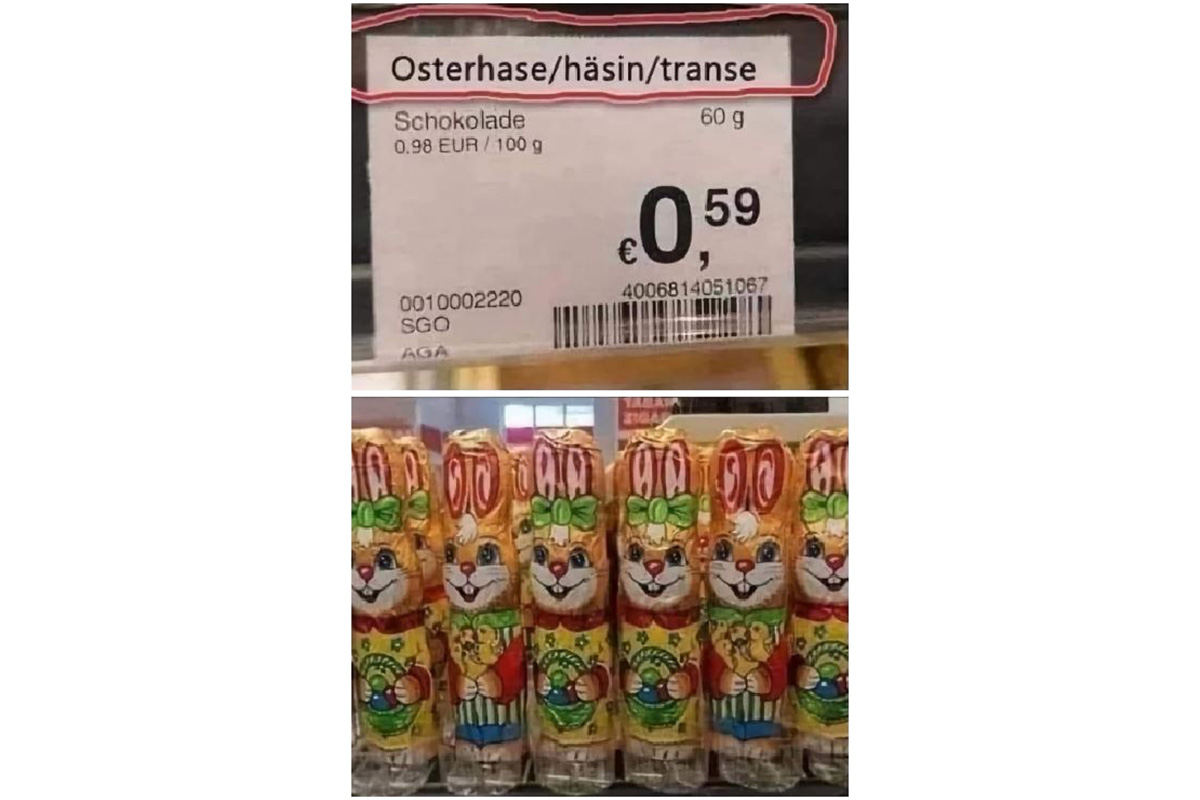 Osterhase/häsin/transe
Schokolade 60 g
0.98 EUR / 100 g
€0,59
4006814051067
0010002220
SGO
AGA